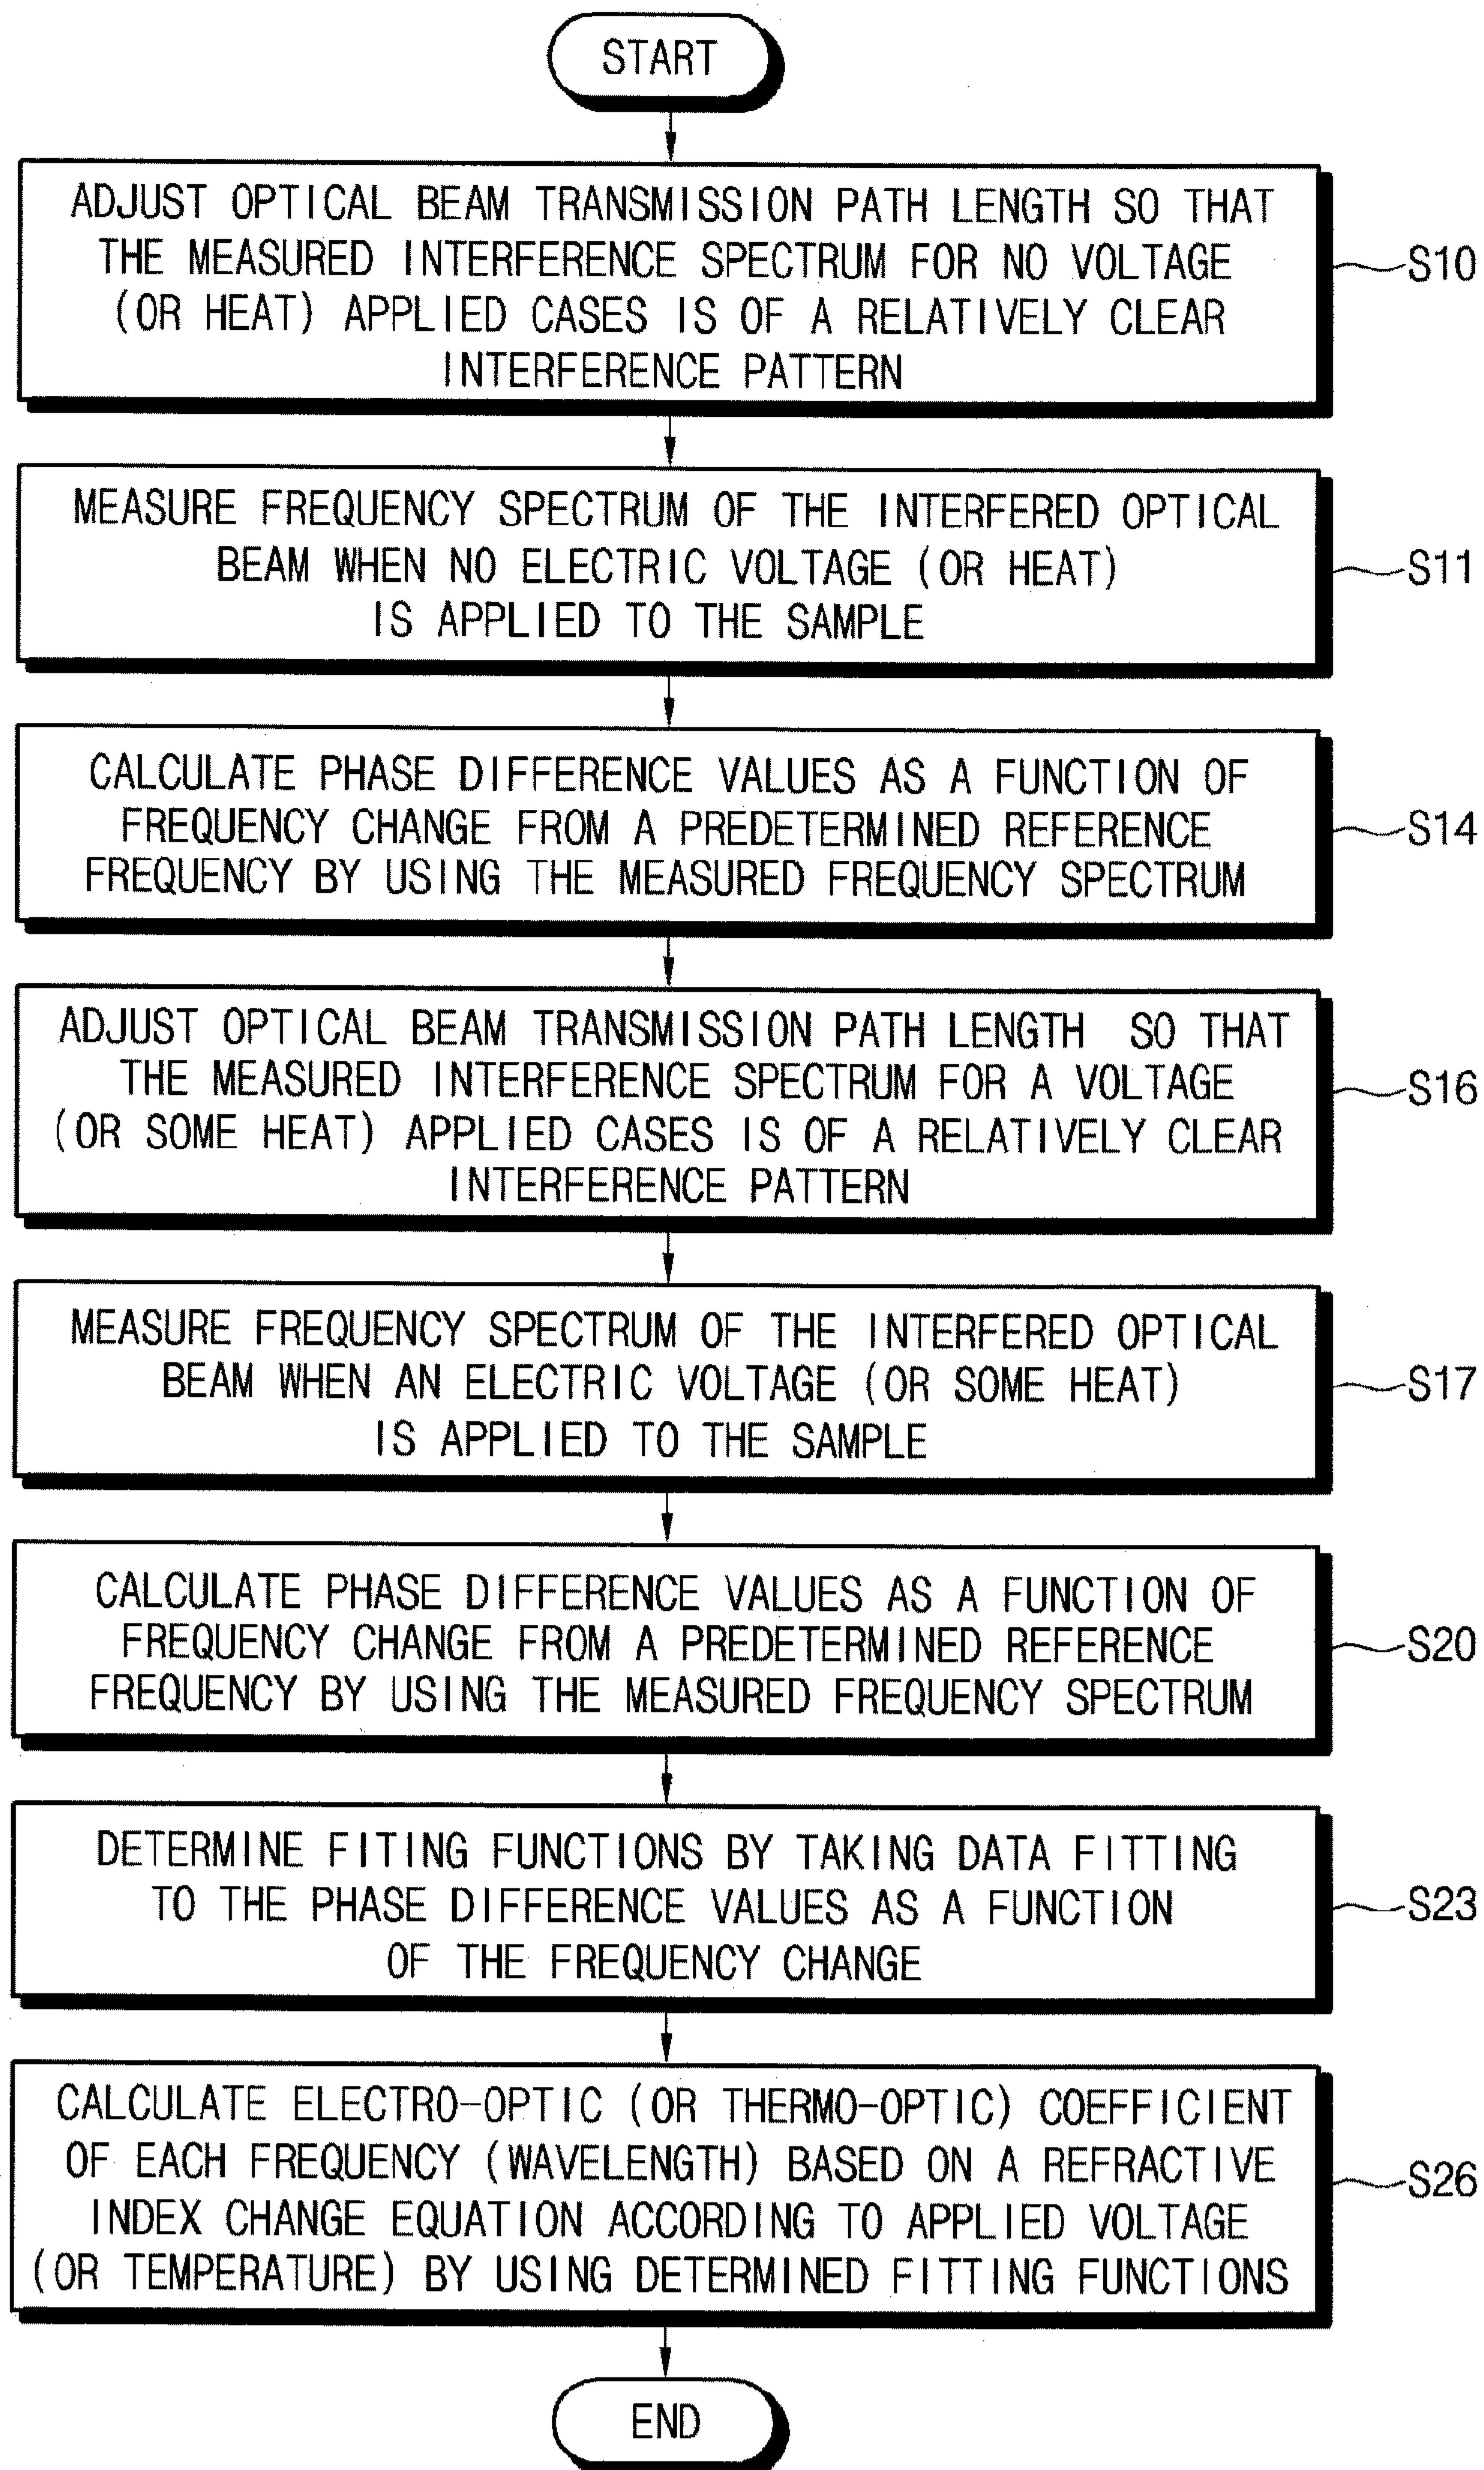 START
ADJUST OPTICAL BEAM TRANSMISSION PATH LENGTH SO THAT
THE MEASURED INTERFERENCE SPECTRUM FOR NO VOLTAGE
(OR HEAT) APPLIED CASES IS OF A RELATIVELY CLEAR
INTERFERENCE PATTERN
S10
MEASURE FREQUENCY SPECTRUM OF THE INTERFERED OPTICAL
BEAM WHEN NO ELECTRIC VOLTAGE (OR HEAT)
IS APPLIED TO THE SAMPLE
S11
CALCULATE PHASE DIFFERENCE VALUES AS A FUNCTION OF
FREQUENCY CHANGE FROM A PREDETERMINED REFERENCE
FREQUENCY BY USING THE MEASURED FREQUENCY SPECTRUM
S14
ADJUST OPTICAL BEAM TRANSMISSION PATH LENGTH SO THAT
THE MEASURED INTERFERENCE SPECTRUM FOR A VOLTAGE
(OR SOME HEAT) APPLIED CASES IS OF A RELATIVELY CLEAR
INTERFERENCE PATTERN
S16
MEASURE FREQUENCY SPECTRUM OF THE INTERFERED OPTICAL
BEAM WHEN AN ELECTRIC VOLTAGE (OR SOME HEAT)
IS APPLIED TO THE SAMPLE
S17
CALCULATE PHASE DIFFERENCE VALUES AS A FUNCTION OF
FREQUENCY CHANGE FROM A PREDETERMINED REFERENCE
FREQUENCY BY USING THE MEASURED FREQUENCY SPECTRUM
S20
DETERMINE FITING FUNCTIONS BY TAKING DATA FITTING
TO THE PHASE DIFFERENCE VALUES AS A FUNCTION
OF THE FREQUENCY CHANGE
S23
CALCULATE ELECTRO-OPTIC (OR THERMO-OPTIC) COEFFICIENT
OF EACH FREQUENCY (WAVELENGTH) BASED ON A REFRACTIVE
INDEX CHANGE EQUATION ACCORDING TO APPLIED VOLTAGE
(OR TEMPERATURE) BY USING DETERMINED FITTING FUNCTIONS
S26
END